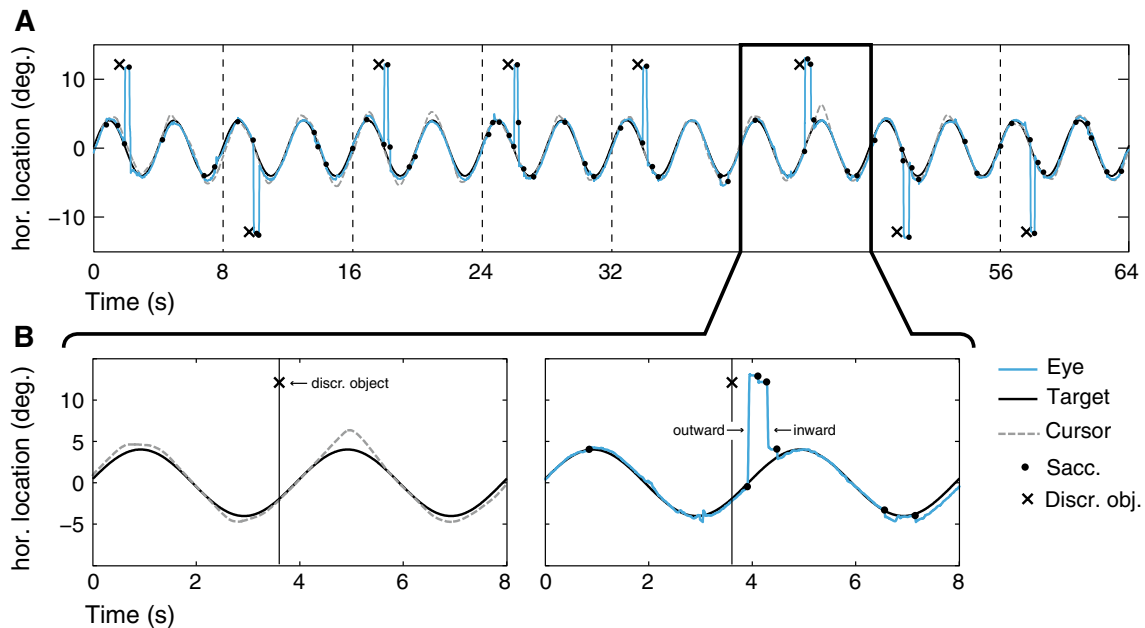 A
hor. location (deg.)
10
0
−10
0 8 16 24 32 56 64
Time (s)
B
hor. location (deg.)
10
5
0
−5
discr. object
0 2 4 6 8
Time (s)
outward
inward
0 2 4 6 8
Eye
Target
Cursor
Sacc.
Discr. obj.